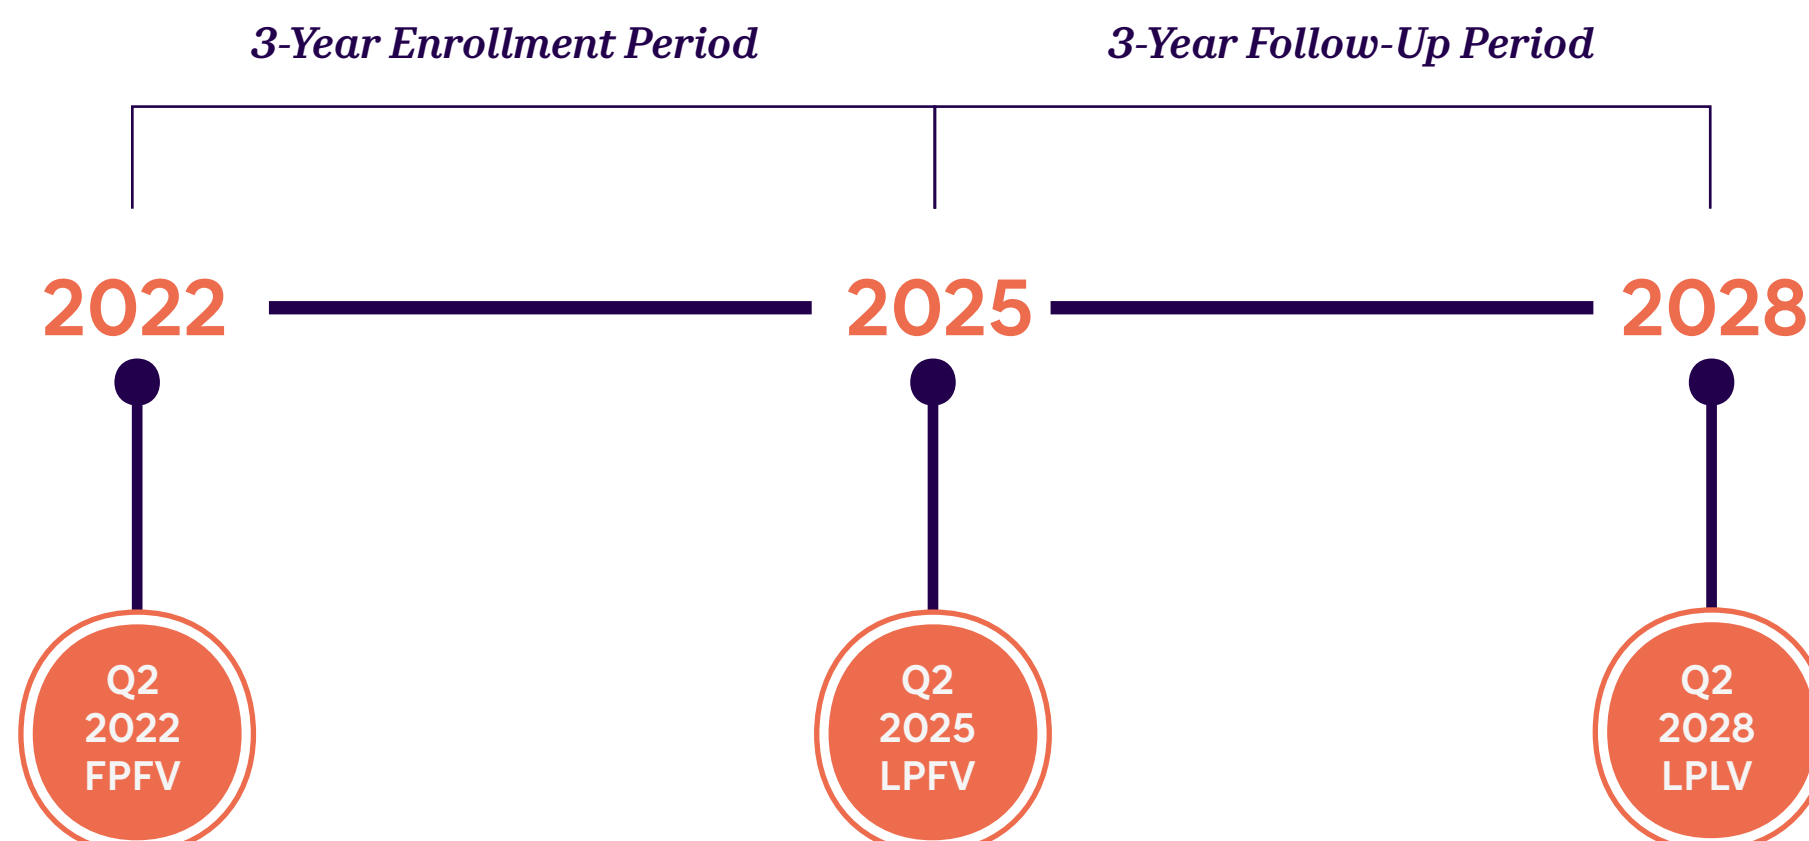 3-Year Enrollment Period
3-Year Follow-Up Period
2022
2025
2028
Q2
2022
FPFV
Q2
2025
LPFV
Q2
2028
LPLV